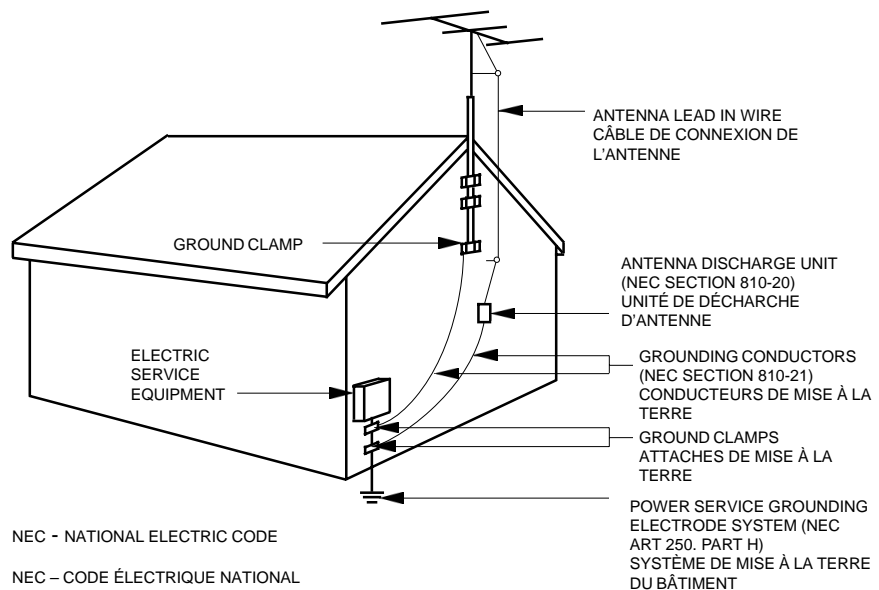 ANTENNA LEAD IN WIRE
CÂBLE DE CONNEXION DE
L'ANTENNE
GROUND CLAMP
ANTENNA DISCHARGE UNIT
(NEC SECTION 810-20)
UNITÉ DE DÉCHARCHE
D'ANTENNE
ELECTRIC
SERVICE
EQUIPMENT
GROUNDING CONDUCTORS
(NEC SECTION 810-21)
CONDUCTEURS DE MISE À LA
TERRE
GROUND CLAMPS
ATTACHES DE MISE À LA
TERRE
POWER SERVICE GROUNDING
ELECTRODE SYSTEM (NEC
ART 250. PART H)
SYSTÈME DE MISE À LA TERRE
DU BÂTIMENT
NEC - NATIONAL ELECTRIC CODE
NEC – CODE ÉLECTRIQUE NATIONAL